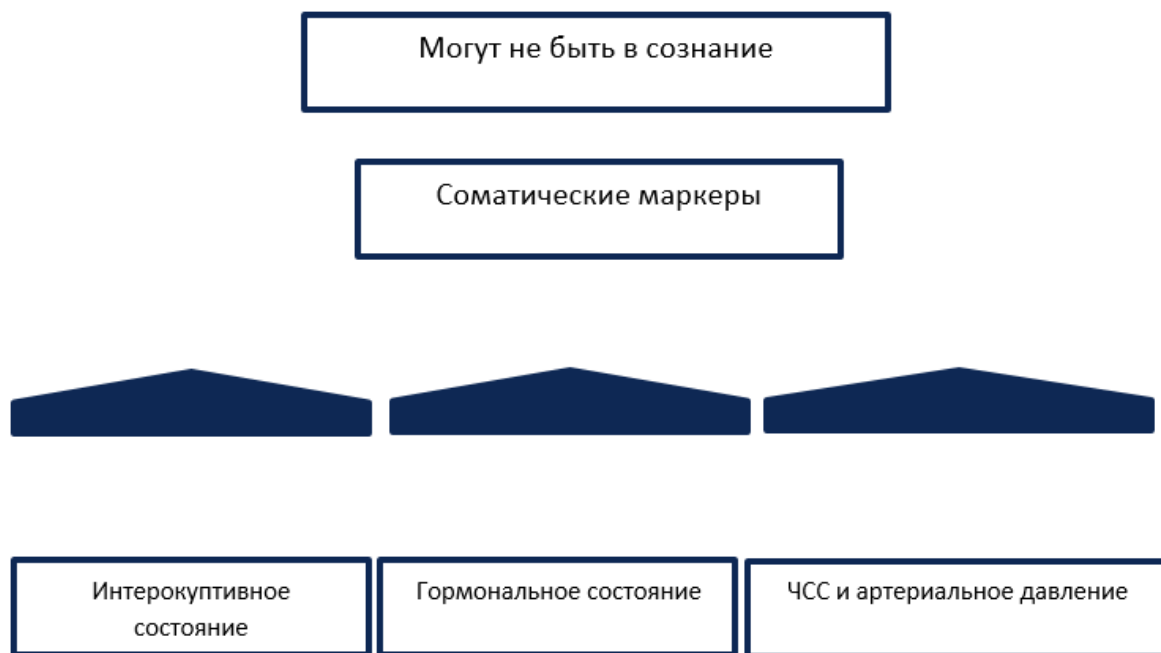 Могут не быть в сознание
Соматические маркеры
Интерокуптивное
состояние
Гормональное состояние
ЧСС и артериальное давление